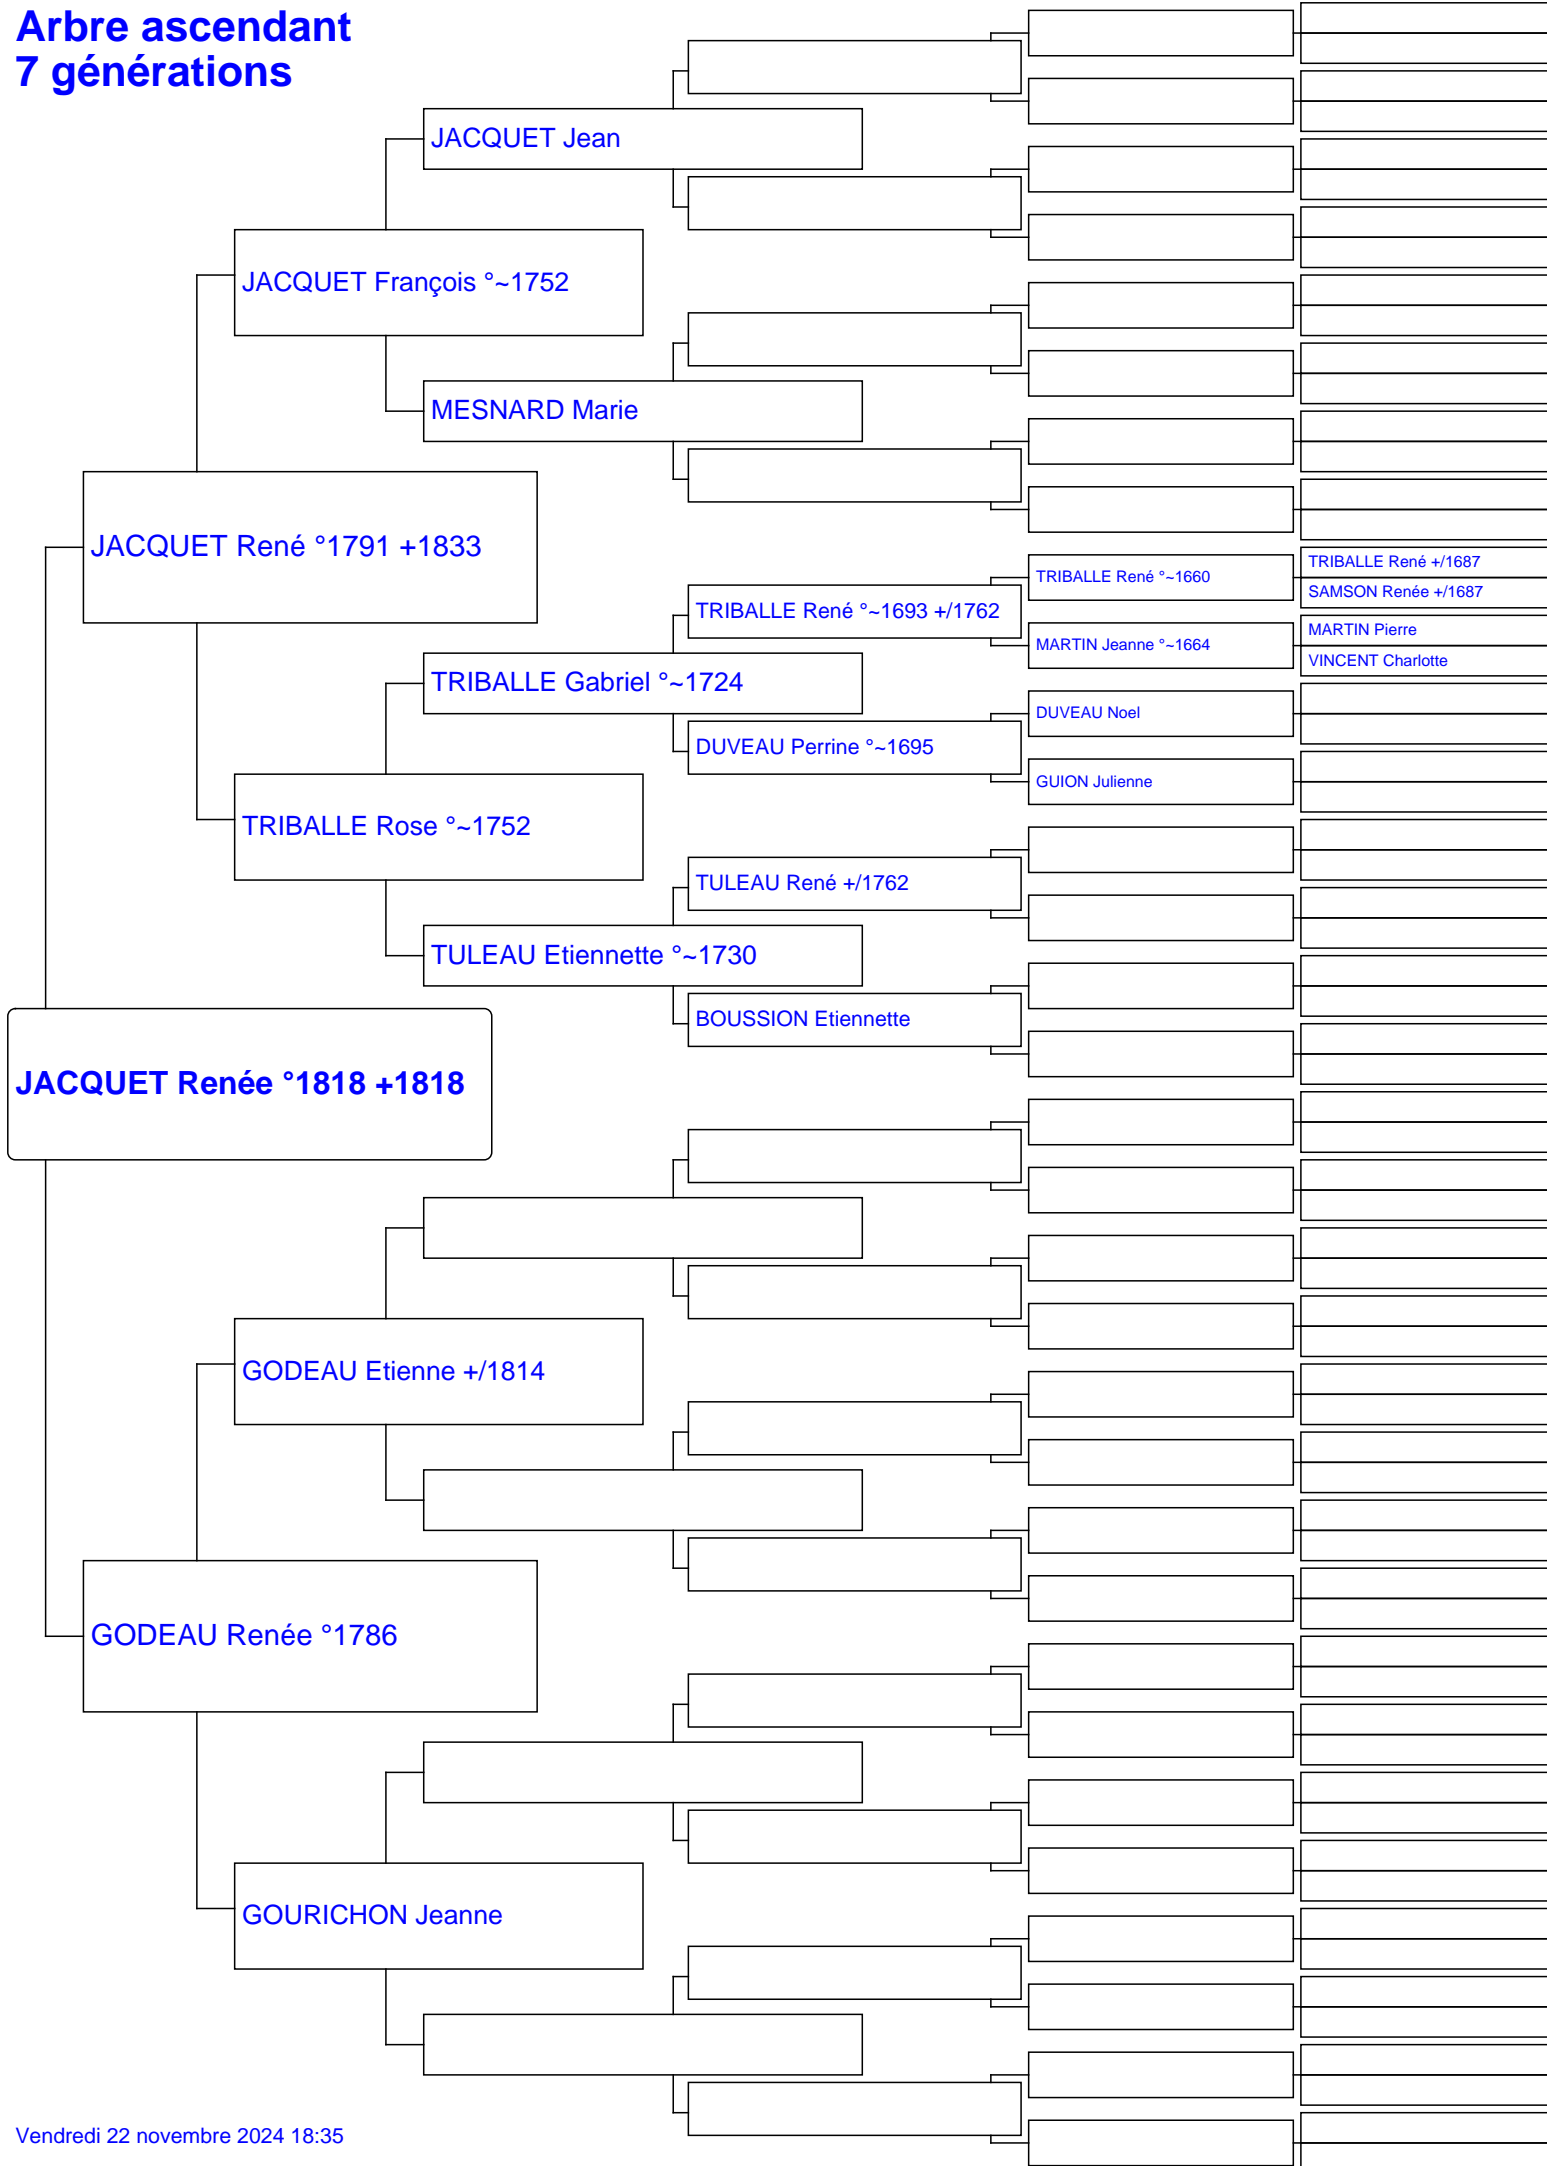 Arbre ascendant
7 générations
JACQUET Jean
JACQUET François °~1752
MESNARD Marie
JACQUET René °1791 +1833
TRIBALLE René +/1687
TRIBALLE René °~1660
SAMSON Renée +/1687
TRIBALLE René °~1693 +/1762
MARTIN Pierre
MARTIN Jeanne °~1664
VINCENT Charlotte
TRIBALLE Gabriel °~1724
DUVEAU Noel
DUVEAU Perrine °~1695
GUION Julienne
TRIBALLE Rose °~1752
TULEAU René +/1762
TULEAU Etiennette °~1730
BOUSSION Etiennette
JACQUET Renée °1818 +1818
GODEAU Etienne +/1814
GODEAU Renée °1786
GOURICHON Jeanne
Vendredi 22 novembre 2024 18:35